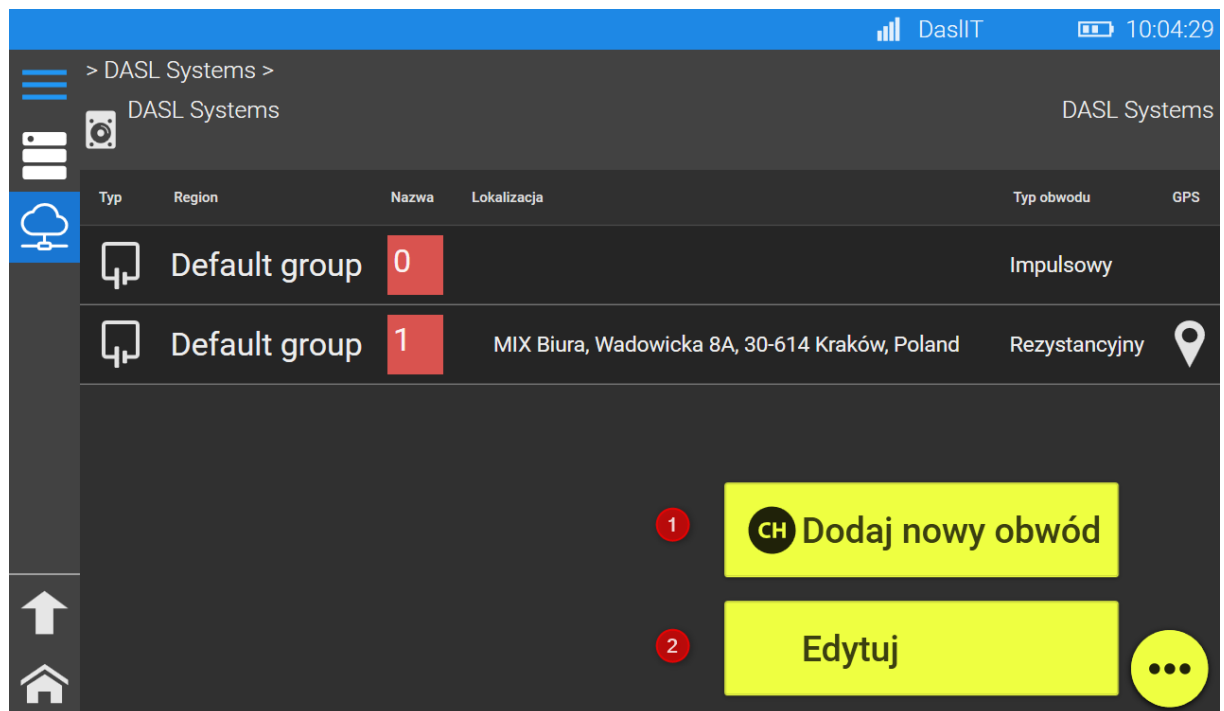 DaslIT 10:04:29
> DASL Systems >
DASL Systems DASL Systems
Typ Region Nazwa Lokalizacja Typ obwodu GPS
Default group 0 Impulsowy
Default group 1 MIX Biura, Wadowicka 8A, 30-614 Kraków, Poland Rezystancyjny
1 CH Dodaj nowy obwód
2 Edytuj